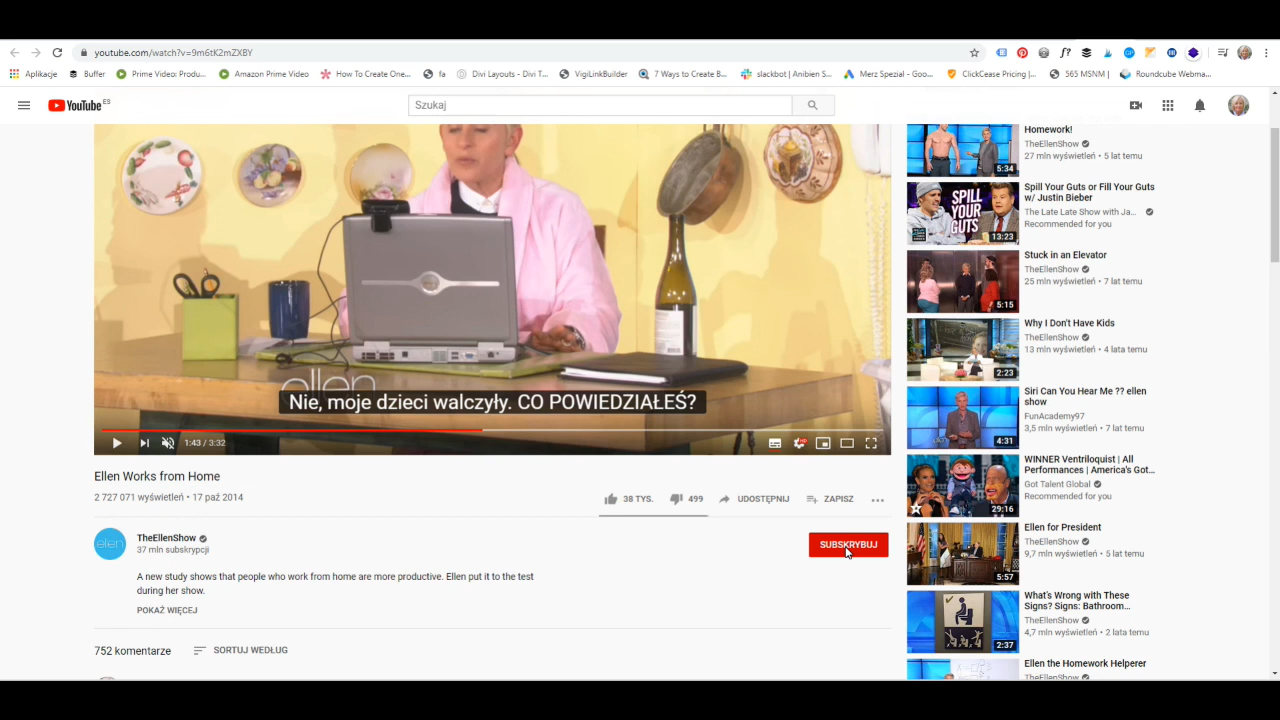 youtube.com/watch?v=9m6tK2mZXBY
Aplikacje
Buffer
Prime Video: Produ...
Amazon Prime Video
How To Create One...
fa
Divi Layouts - Divi T...
VigiLinkBuilder
7 Ways to Create B...
slackbot | Anibien S...
Merz Spezial - Goo...
ClickCease Pricing |...
565 MSNM |
Roundcube Webma...
YouTube ES
Szukaj
ellen
Nie, moje dzieci walczyły. CO POWIEDZIAŁEŚ?
1:43 / 3:32
HD
Ellen Works from Home
2 727 071 wyświetleń • 17 paź 2014
38 TYS.
499
UDOSTĘPNIJ
ZAPISZ
ellen
TheEllenShow
37 mln subskrypcji
SUBSKRYBUJ
A new study shows that people who work from home are more productive. Ellen put it to the test
during her show.
POKAŻ WIĘCEJ
752 komentarze
SORTUJ WEDŁUG
Homework!
TheEllenShow
27 mln wyświetleń • 5 lat temu
5:34
SPILL
YOUR
GUTS
13:23
Spill Your Guts or Fill Your Guts
w/ Justin Bieber
The Late Late Show with Ja...
Recommended for you
5:15
Stuck in an Elevator
TheEllenShow
25 mln wyświetleń • 7 lat temu
2:23
Why I Don't Have Kids
TheEllenShow
13 mln wyświetleń • 4 lata temu
4:31
Siri Can You Hear Me ?? ellen
show
FunAcademy97
3,5 mln wyświetleń • 7 lat temu
29:16
WINNER Ventriloquist | All
Performances | America's Got...
Got Talent Global
Recommended for you
5:57
Ellen for President
TheEllenShow
9,7 mln wyświetleń • 5 lat temu
2:37
What's Wrong with These
Signs? Signs: Bathroom...
TheEllenShow
4,7 mln wyświetleń • 2 lata temu
Ellen the Homework Helperer
TheEllenShow